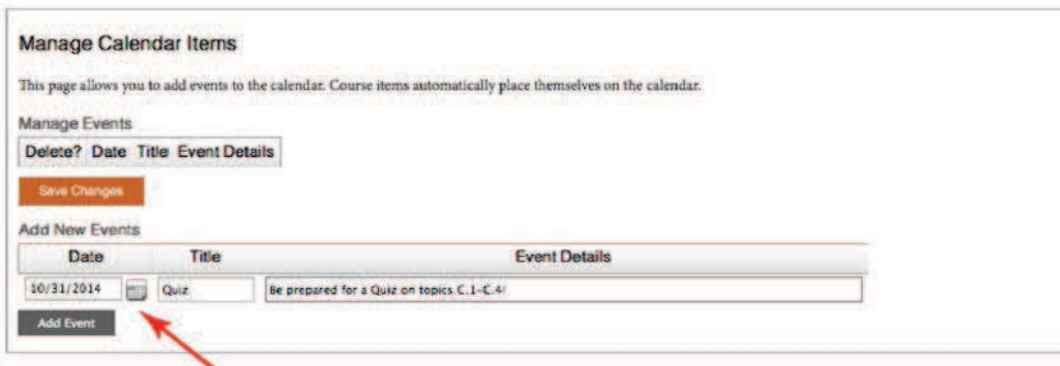 Manage Calendar Items
This page allows you to add events to the calendar. Course items automatically place themselves on the calendar.
Manage Events
Delete? Date Title Event Details
Save Changes
Add New Events
Date Title Event Details
10/31/2014 Quiz Be prepared for a Quiz on topics C.1-C.4!
Add Event